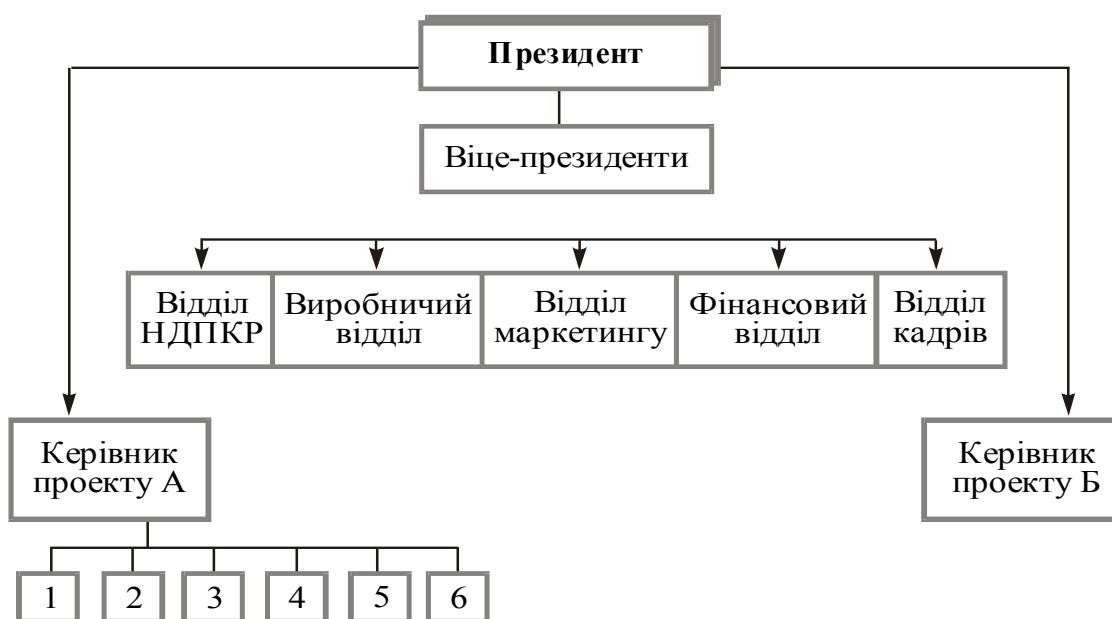 Президент
Віце-президенти
Відділ
НДПКР
Виробничий
відділ
Відділ
маркетингу
Фінансовий
відділ
Відділ
кадрів
Керівник
проекту А
Керівник
проекту Б
1
2
3
4
5
6